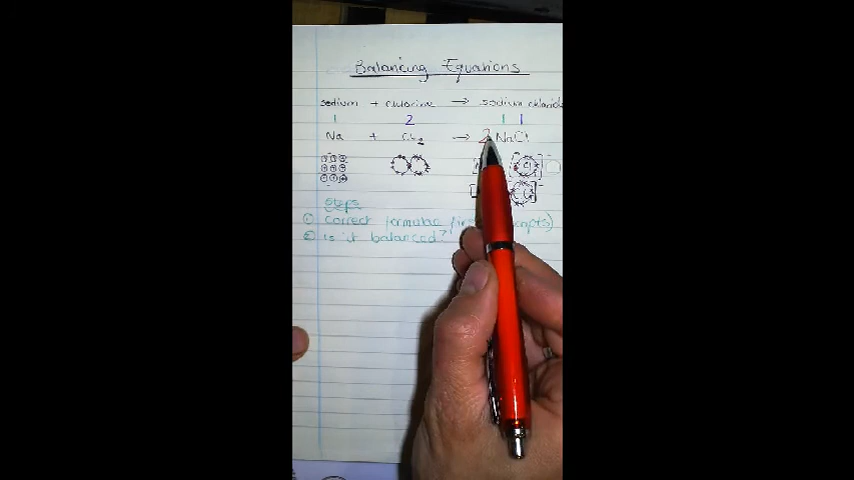 Balancing Equations
sodium + chlorine → sodium chloride
1 2 1 1
Na + Cl₂ → 2 NaCl
Cl
Steps
① correct formulae
② is it balanced?